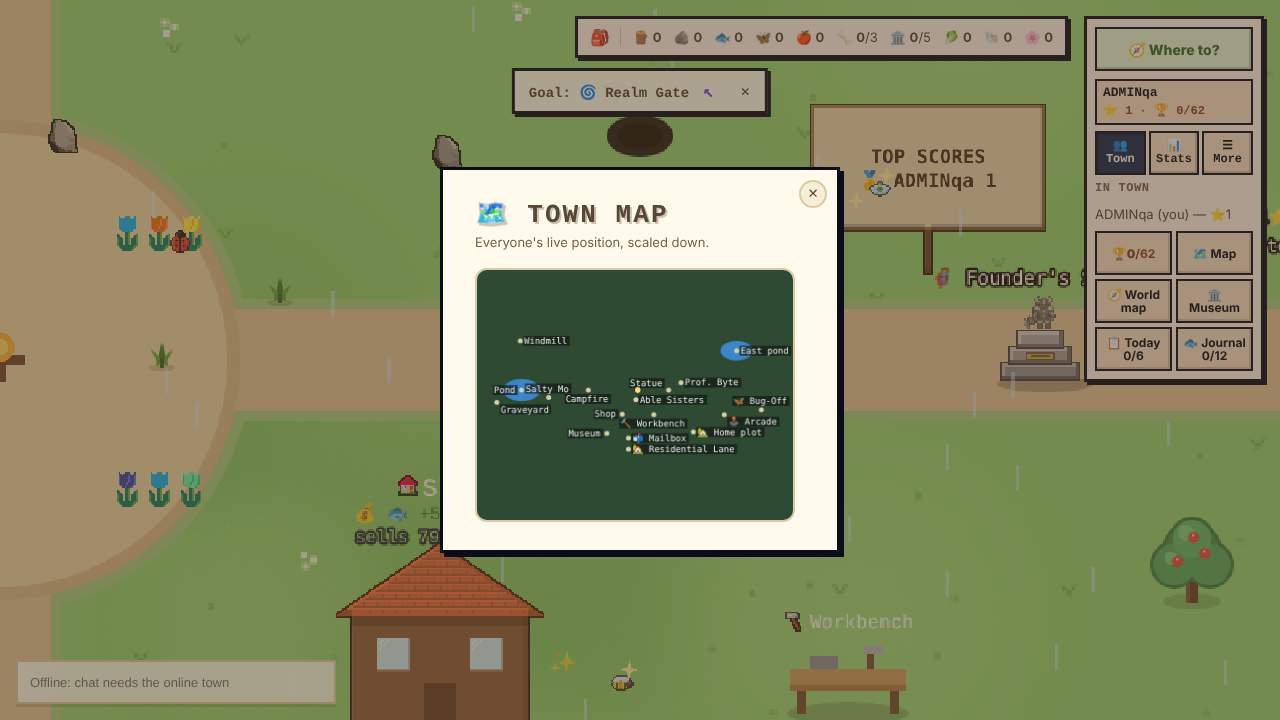 0 0 0 0 0 0/3 0/5 0 0 0
Where to?
Goal: Realm Gate ×
ADMINqa
1 · 0/62
Town Stats More
IN TOWN
ADMINqa (you) — 1
0/62 Map
World map
Museum
Today 0/6
Journal 0/12
TOP SCORES
ADMINqa 1
Founder's
TOWN MAP
×
Everyone's live position, scaled down.
Windmill
East pond
Pond
Salty Mo
Statue
Prof. Byte
Campfire
Able Sisters
Bug-Off
Graveyard
Shop
Workbench
Arcade
Museum
Mailbox
Home plot
Residential Lane
sells 79
Workbench
Offline: chat needs the online town